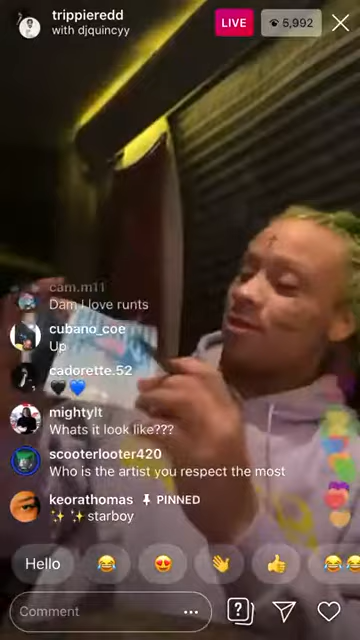 trippieredd
with djquincyy
LIVE
5,992
cam.m11
Dam I love runts
cubano_coe
Up
cadorette.52
🖤💙
mightylt
Whats it look like???
scooterlooter420
Who is the artist you respect the most
keorathomas PINNED
✨✨starboy
Hello
Comment